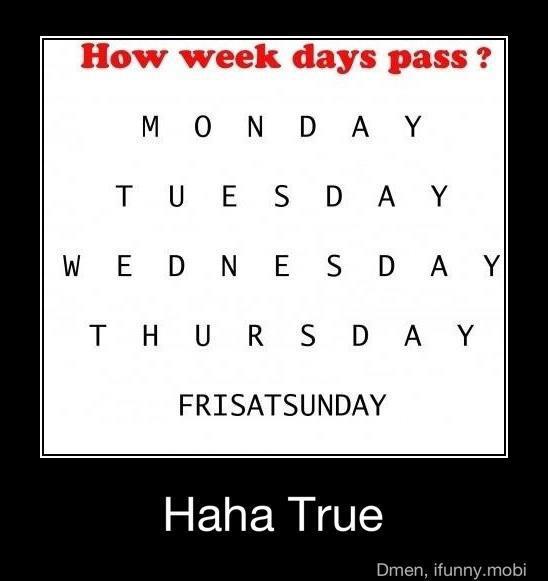 How week days pass ?
M O N D A Y
T U E S D A Y
W E D N E S D A Y
T H U R S D A Y
FRISATSUNDAY
Haha True
Dmen, ifunny.mobi